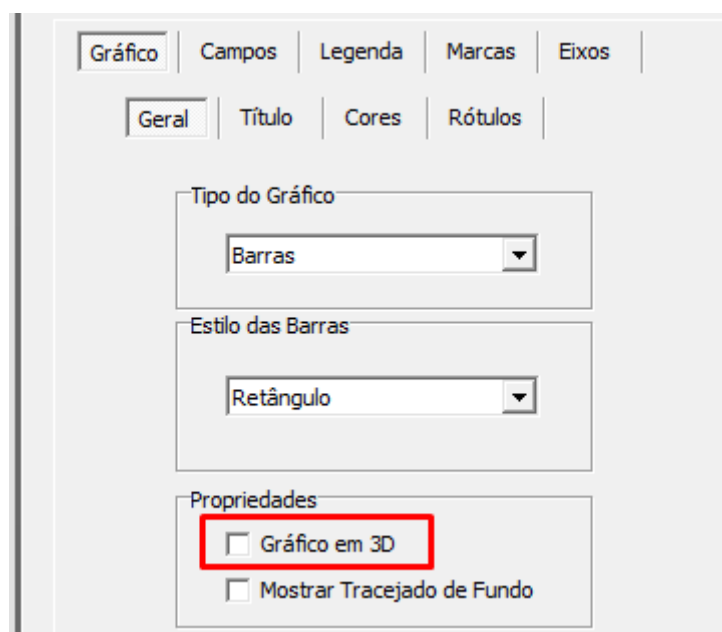 Gráfico Campos Legenda Marcas Eixos
Geral Título Cores Rótulos
Tipo do Gráfico
Barras
Estilo das Barras
Retângulo
Propriedades
Gráfico em 3D
Mostrar Tracejado de Fundo